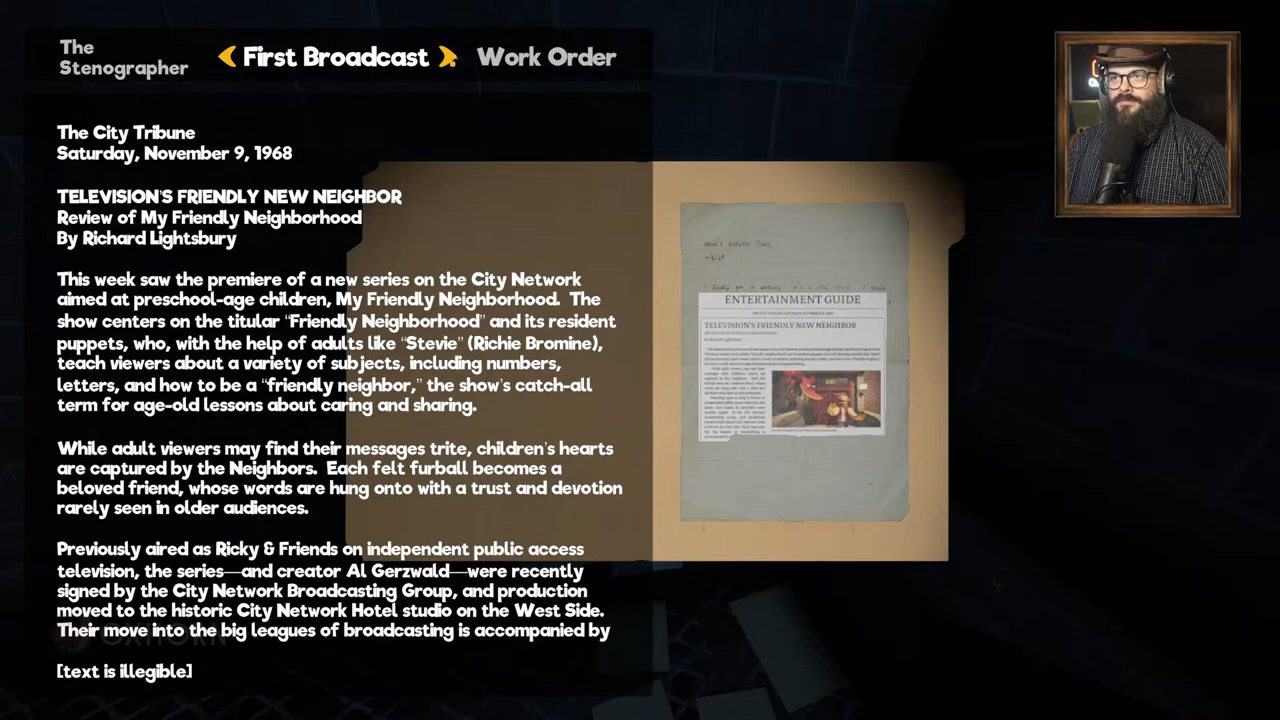 The
Stenographer
First Broadcast
Work Order
The City Tribune
Saturday, November 9, 1968
TELEVISION'S FRIENDLY NEW NEIGHBOR
Review of My Friendly Neighborhood
By Richard Lightsbury
This week saw the premiere of a new series on the City Network
aimed at preschool-age children, My Friendly Neighborhood. The
show centers on the titular "Friendly Neighborhood" and its resident
puppets, who, with the help of adults like "Stevie" (Richie Bromine),
teach viewers about a variety of subjects, including numbers,
letters, and how to be a "friendly neighbor," the show's catch-all
term for age-old lessons about caring and sharing.
While adult viewers may find their messages trite, children's hearts
are captured by the Neighbors. Each felt furball becomes a
beloved friend, whose words are hung onto with a trust and devotion
rarely seen in older audiences.
Previously aired as Ricky & Friends on independent public access
television, the series—and creator Al Gerzwald—were recently
signed by the City Network Broadcasting Group, and production
moved to the historic City Network Hotel studio on the West Side.
Their move into the big leagues of broadcasting is accompanied by
[text is illegible]
ENTERTAINMENT GUIDE
TELEVISION'S FRIENDLY NEW NEIGHBOR